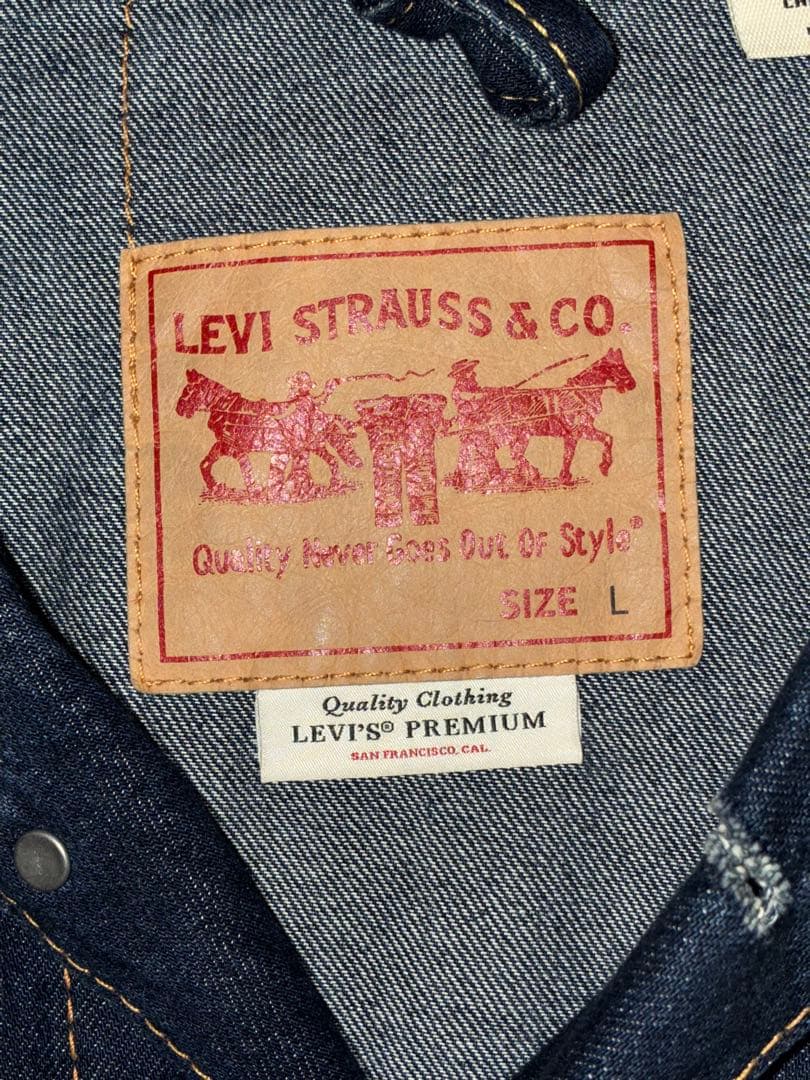 LEVI STRAUSS & CO.
Quality Never Goes Out Of Style®
SIZE L
Quality Clothing
LEVI'S® PREMIUM
SAN FRANCISCO, CAL.